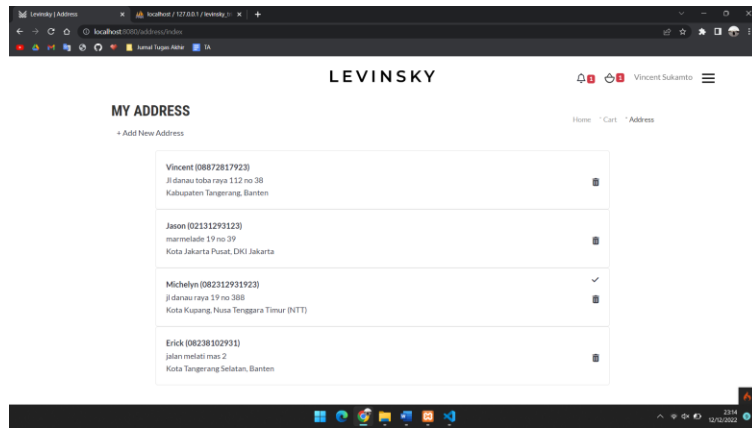 Levinsky | Address
localhost / 127.0.0.1 / levinsky_
localhost:8080/address/index
Jurnal Tugas Akhir
TA
LEVINSKY
1
1
Vincent Sukamto
MY ADDRESS
Home ' Cart ' Address
+ Add New Address
Vincent (08872817923)
Jl danau toba raya 112 no 38
Kabupaten Tangerang, Banten
Jason (02131293123)
marmelade 19 no 39
Kota Jakarta Pusat, DKI Jakarta
Michelyn (082312931923)
jl danau raya 19 no 388
Kota Kupang, Nusa Tenggara Timur (NTT)
Erick (08238102931)
jalan melati mas 2
Kota Tangerang Selatan, Banten
23:14
12/12/2022